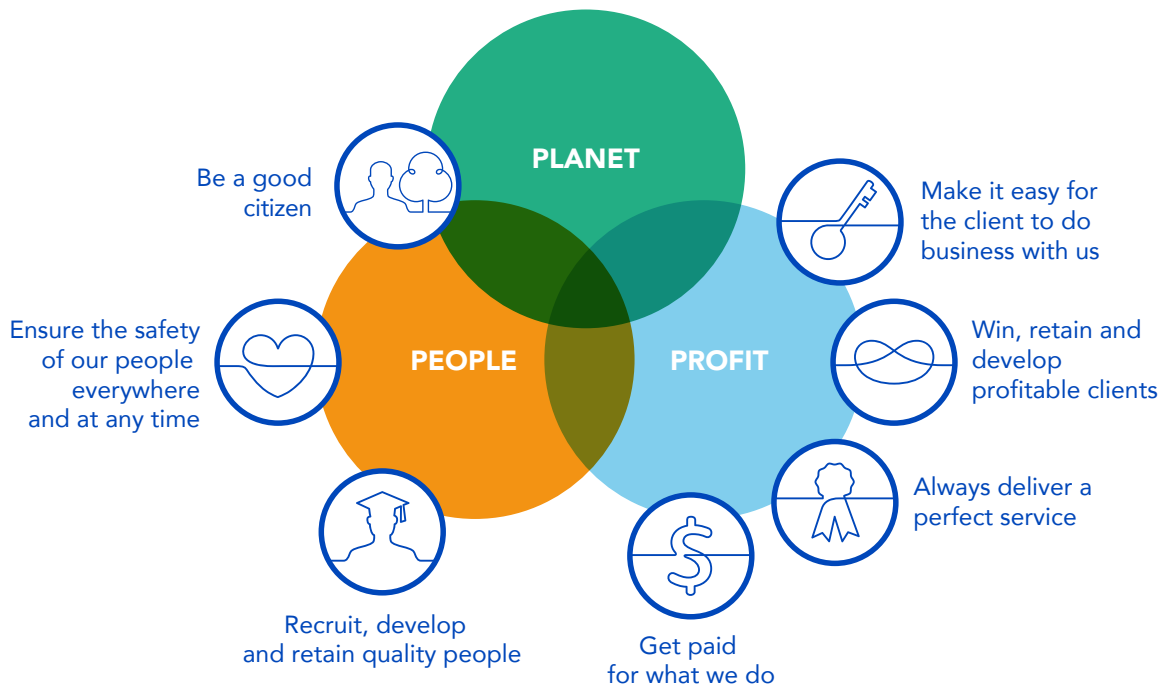 PLANET
Be a good
citizen
Make it easy for
the client to do
business with us
Ensure the safety
of our people
everywhere
and at any time
PEOPLE
PROFIT
Win, retain and
develop
profitable clients
Always deliver a
perfect service
Recruit, develop
and retain quality people
Get paid
for what we do